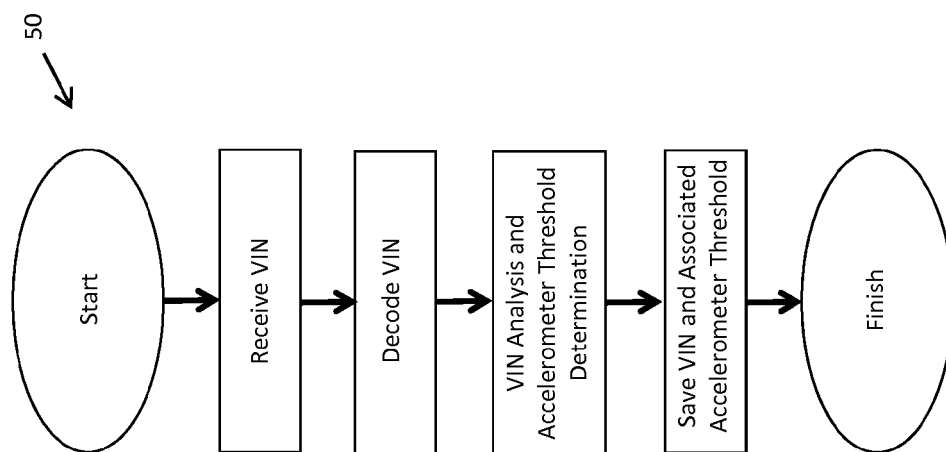 50
Start
Receive VIN
Decode VIN
VIN Analysis and
Accelerometer Threshold
Determination
Save VIN and Associated
Accelerometer Threshold
Finish